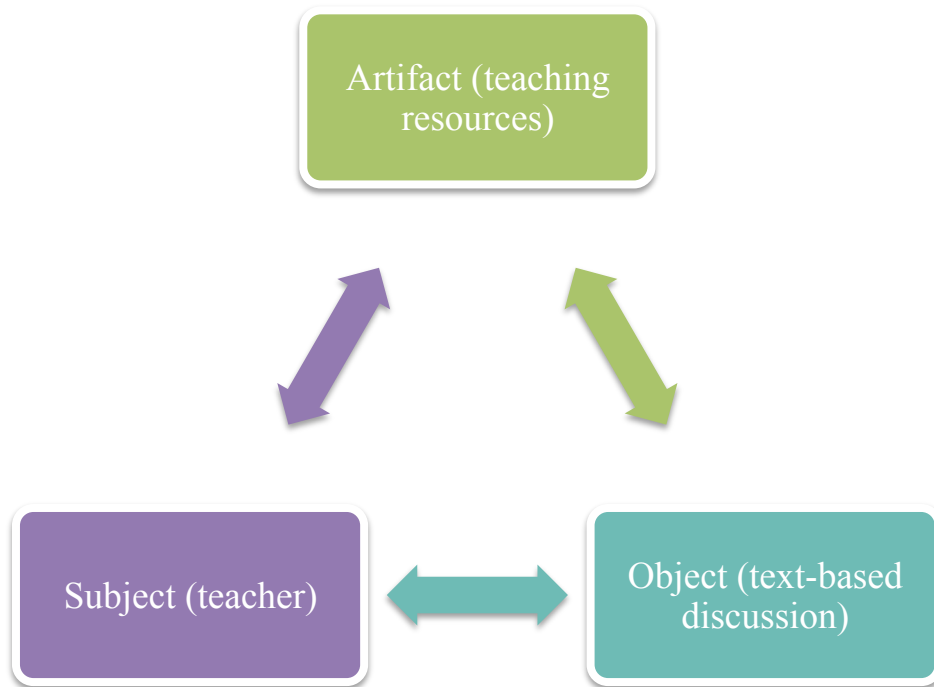 Artifact (teaching
resources)
Subject (teacher)
Object (text-based
discussion)